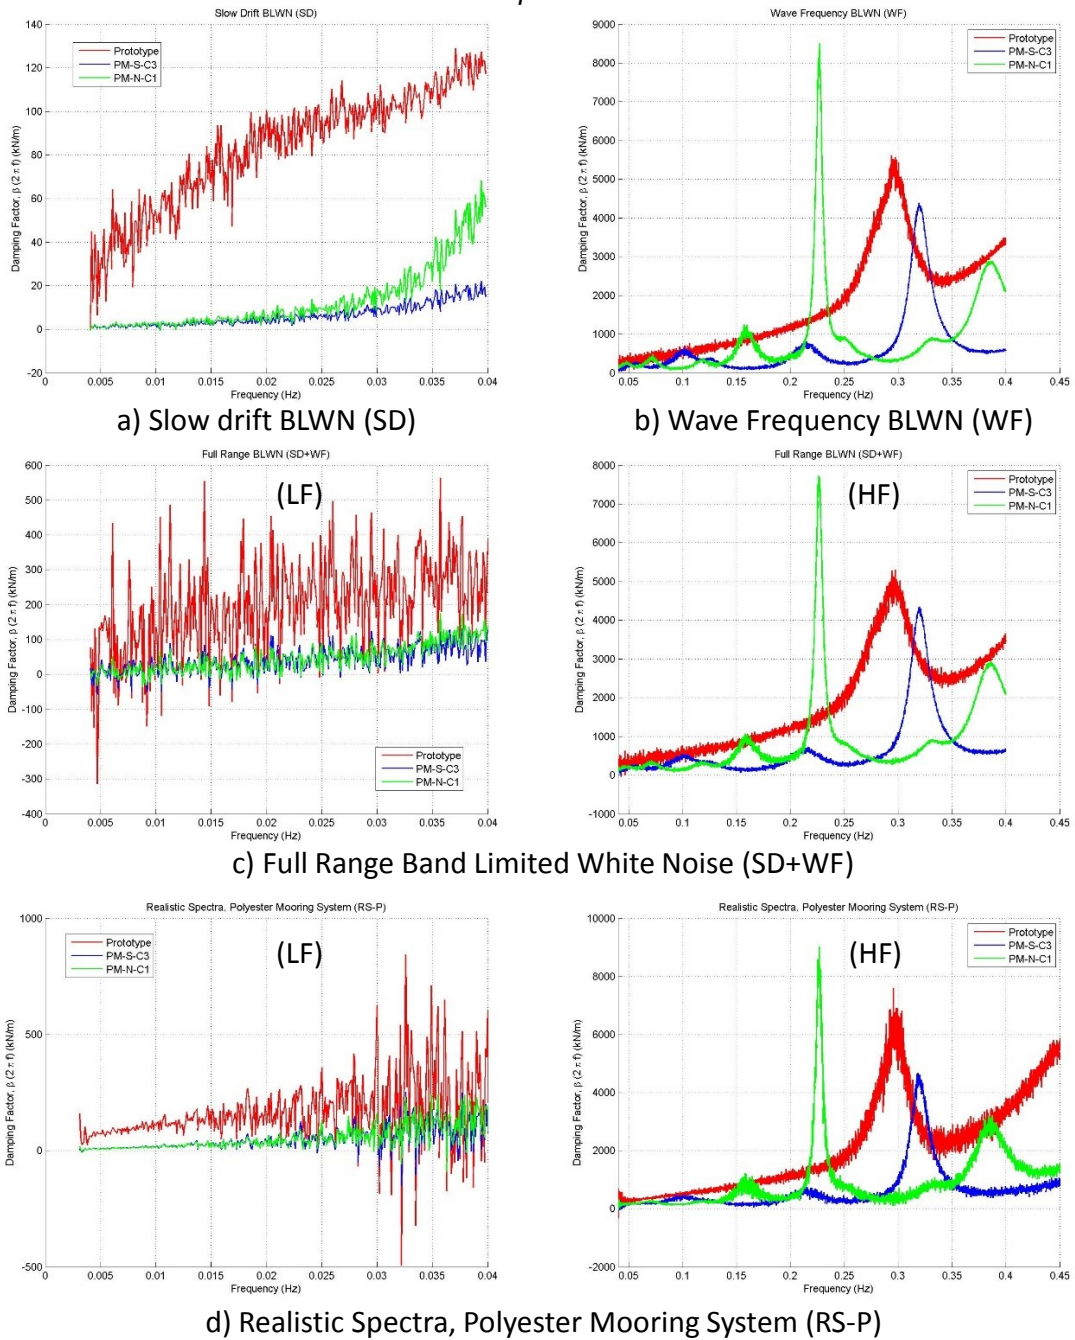 Slow Drift BLWN (SD)
140
120
100
80
60
40
20
0
-20
Damping Factor, β (2 π f) (kN/m)
Prototype
PM-S-C3
PM-N-C1
0
0.005
0.01
0.015
0.02
0.025
0.03
0.035
0.04
Frequency (Hz)
a) Slow drift BLWN (SD)
Wave Frequency BLWN (WF)
9000
8000
7000
6000
5000
4000
3000
2000
1000
0
Damping Factor, β (2 π f) (kN/m)
Prototype
PM-S-C3
PM-N-C1
0.05
0.1
0.15
0.2
0.25
0.3
0.35
0.4
0.45
Frequency (Hz)
b) Wave Frequency BLWN (WF)
Full Range BLWN (SD+WF)
(LF)
600
500
400
300
200
100
0
-100
-200
-300
-400
Damping Factor, β (2 π f) (kN/m)
Prototype
PM-S-C3
PM-N-C1
0
0.005
0.01
0.015
0.02
0.025
0.03
0.035
0.04
Frequency (Hz)
Full Range BLWN (SD+WF)
(HF)
8000
7000
6000
5000
4000
3000
2000
1000
0
-1000
Damping Factor, β (2 π f) (kN/m)
Prototype
PM-S-C3
PM-N-C1
0.05
0.1
0.15
0.2
0.25
0.3
0.35
0.4
0.45
Frequency (Hz)
c) Full Range Band Limited White Noise (SD+WF)
Realistic Spectra, Polyester Mooring System (RS-P)
(LF)
1000
500
0
-500
Damping Factor, β (2 π f) (kN/m)
Prototype
PM-S-C3
PM-N-C1
0
0.005
0.01
0.015
0.02
0.025
0.03
0.035
0.04
Frequency (Hz)
Realistic Spectra, Polyester Mooring System (RS-P)
(HF)
10000
8000
6000
4000
2000
0
-2000
Damping Factor, β (2 π f) (kN/m)
Prototype
PM-S-C3
PM-N-C1
0.05
0.1
0.15
0.2
0.25
0.3
0.35
0.4
0.45
Frequency (Hz)
d) Realistic Spectra, Polyester Mooring System (RS-P)